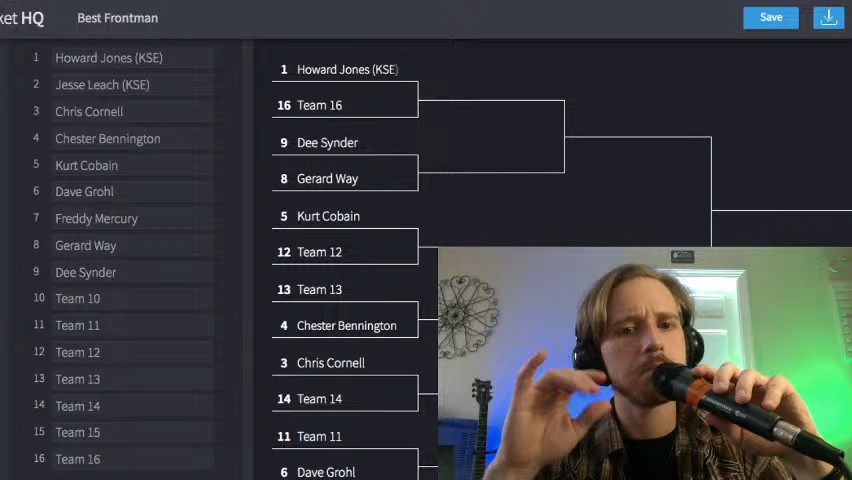 ket HQ
Best Frontman
Save
1 Howard Jones (KSE)
2 Jesse Leach (KSE)
3 Chris Cornell
4 Chester Bennington
5 Kurt Cobain
6 Dave Grohl
7 Freddy Mercury
8 Gerard Way
9 Dee Synder
10 Team 10
11 Team 11
12 Team 12
13 Team 13
14 Team 14
15 Team 15
16 Team 16
1 Howard Jones (KSE)
16 Team 16
9 Dee Synder
8 Gerard Way
5 Kurt Cobain
12 Team 12
13 Team 13
4 Chester Bennington
3 Chris Cornell
14 Team 14
11 Team 11
6 Dave Grohl